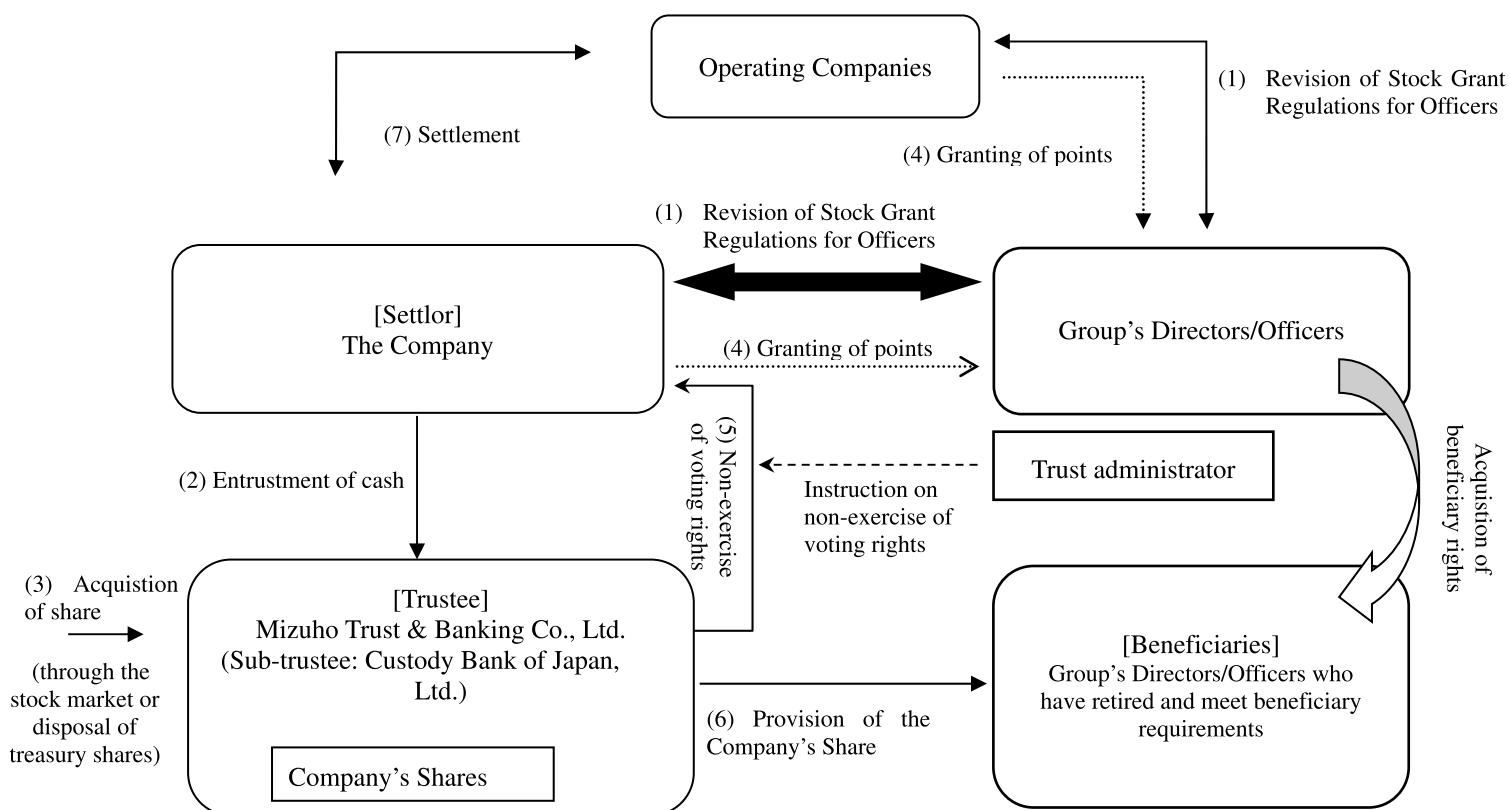 Operating Companies
(1) Revision of Stock Grant
Regulations for Officers
(7) Settlement
(4) Granting of points
(1) Revision of Stock Grant
Regulations for Officers
[Settlor]
The Company
Group's Directors/Officers
(4) Granting of points
(2) Entrustment of cash
(5) Non-exercise
of voting rights
Trust administrator
Instruction on
non-exercise of
voting rights
Acquistion of
beneficiary rights
(3) Acquistion
of share
(through the
stock market or
disposal of
treasury shares)
[Trustee]
Mizuho Trust & Banking Co., Ltd.
(Sub-trustee: Custody Bank of Japan,
Ltd.)
Company's Shares
(6) Provision of the
Company's Share
[Beneficiaries]
Group's Directors/Officers who
have retired and meet beneficiary
requirements